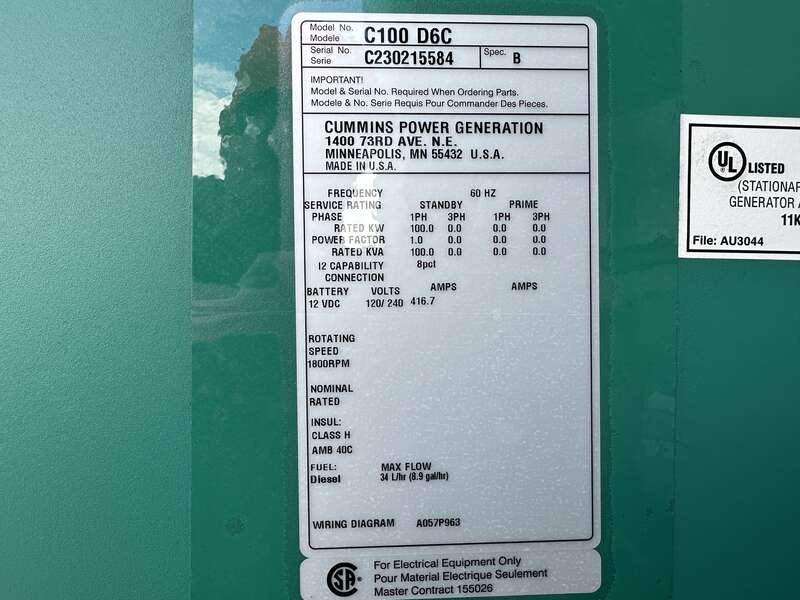 Model No. C100 D6C
Modele
Serial No. C230215584 Spec. B
Serie
IMPORTANT!
Model & Serial No. Required When Ordering Parts.
Modele & No. Serie Requis Pour Commander Des Pieces.
CUMMINS POWER GENERATION
1400 73RD AVE. N.E.
MINNEAPOLIS, MN 55432 U.S.A.
MADE IN U.S.A.
FREQUENCY 60 HZ
SERVICE RATING STANDBY PRIME
PHASE 1PH 3PH 1PH 3PH
RATED KW 100.0 0.0 0.0 0.0
POWER FACTOR 1.0 0.0 0.0 0.0
RATED KVA 100.0 0.0 0.0 0.0
I2 CAPABILITY 8pct
CONNECTION
BATTERY VOLTS AMPS AMPS
12 VDC 120/ 240 416.7
ROTATING
SPEED
1800RPM
NOMINAL
RATED
INSUL:
CLASS H
AMB 40C
FUEL: MAX FLOW
Diesel 34 L/hr (8.9 gal/hr)
WIRING DIAGRAM A057P963
CSA
For Electrical Equipment Only
Pour Material Electrique Seulement
Master Contract 155026
UL LISTED
(STATIONAR
GENERATOR A
11K
File: AU3044